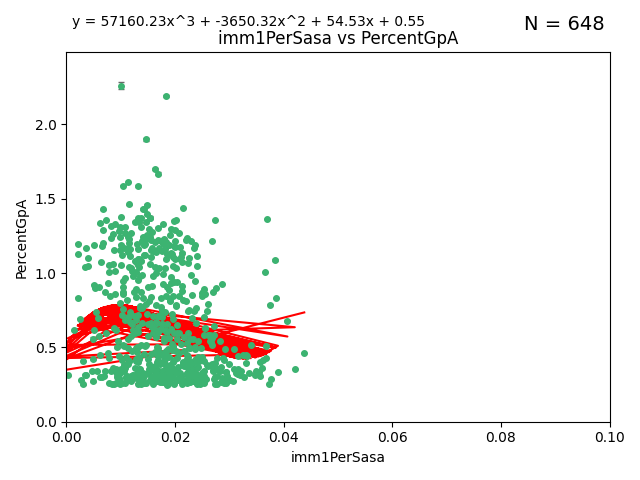 y = 57160.23x^3 + -3650.32x^2 + 54.53x + 0.55
N = 648
imm1PerSasa vs PercentGpA
PercentGpA
2.0
1.5
1.0
0.5
0.0
0.00 0.02 0.04 0.06 0.08 0.10
imm1PerSasa